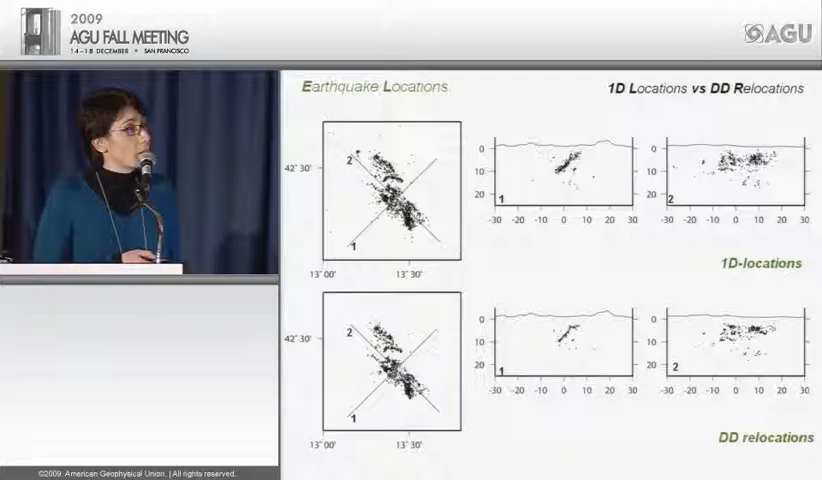 2009
AGU FALL MEETING
14 - 18 DECEMBER • SAN FRANCISCO
AGU
Earthquake Locations
1D Locations vs DD Relocations
42° 30'
2
1
13° 00'
13° 30'
0
10
20
1
-30 -20 -10 0 10 20 30
0
10
20
2
-30 -20 -10 0 10 20 30
1D-locations
42° 30'
2
1
13° 00'
13° 30'
0
10
20
1
-30 -20 -10 0 10 20 30
0
10
20
2
-30 -20 -10 0 10 20 30
DD relocations
©2009. American Geophysical Union. | All rights reserved.